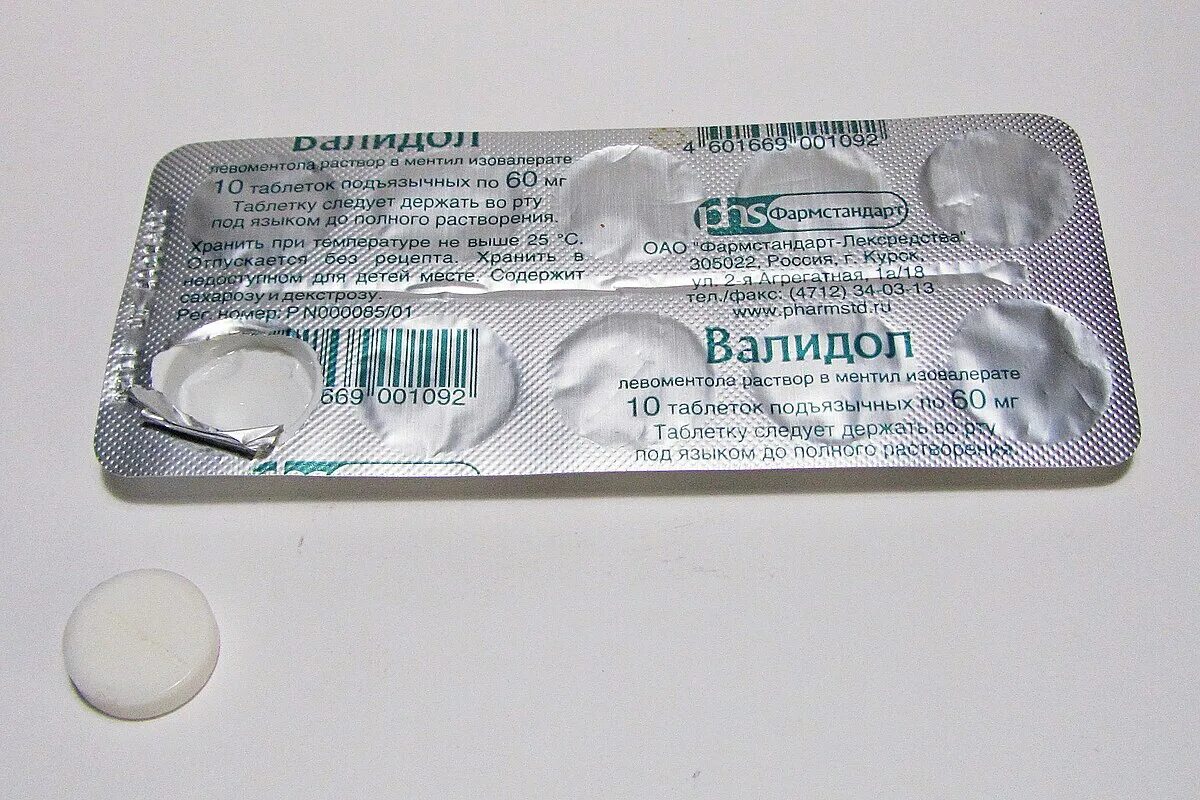 Валидол
левоментола раствор в ментил изовалерате
10 таблеток подъязычных по 60 мг
Таблетку следует держать во рту
под языком до полного растворения.
Хранить при температуре не выше 25 °С.
Отпускается без рецепта. Хранить в
недоступном для детей месте. Содержит
сахарозу и декстрозу.
Рег. номер: Р N000085/01
669 001092
4 601669 001092
phs Фармстандарт
ОАО "Фармстандарт-Лексредства"
305022, Россия, г. Курск,
ул. 2-я Агрегатная, 1а/18
тел./факс: (4712) 34-03-13
www.pharmstd.ru
Валидол
левоментола раствор в ментил изовалерате
10 таблеток подъязычных по 60 мг
Таблетку следует держать во рту
под языком до полного растворения.